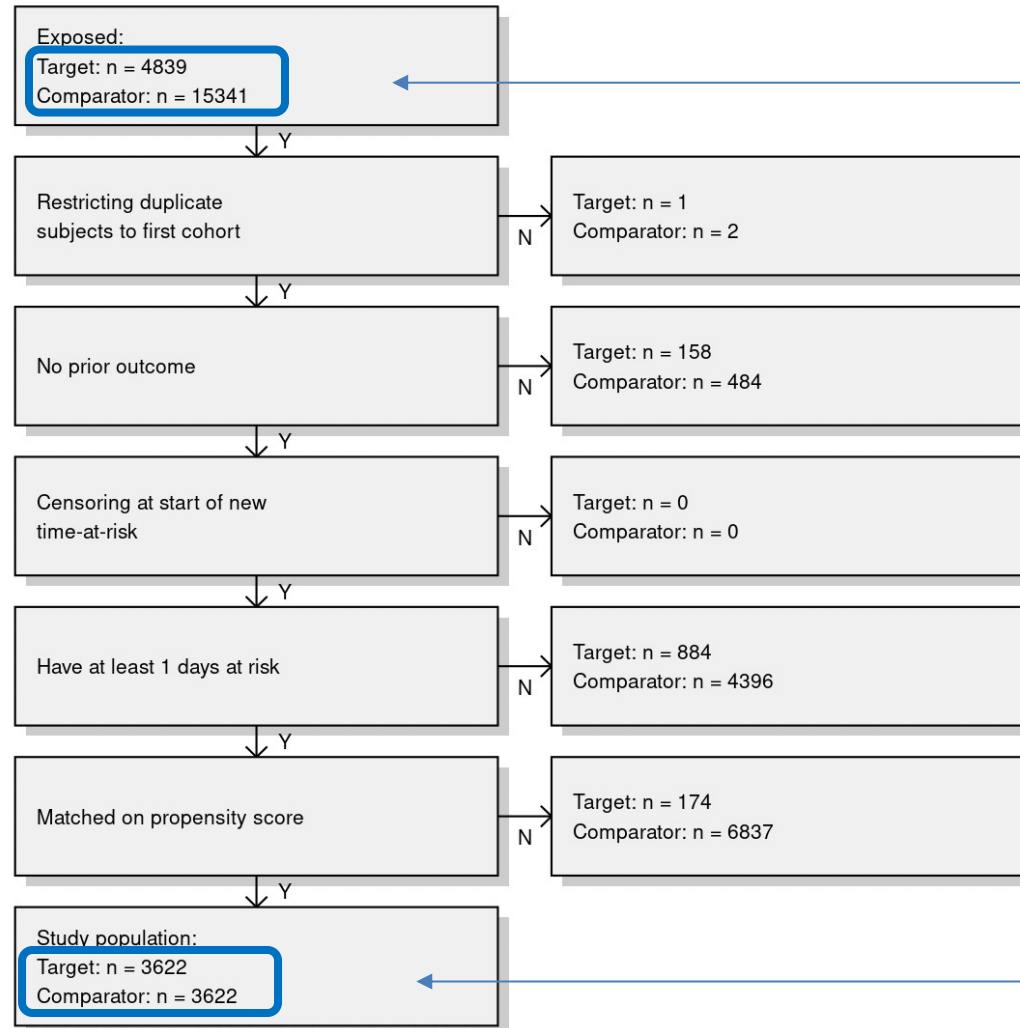 Exposed:
Target: n = 4839
Comparator: n = 15341
Y
Restricting duplicate
subjects to first cohort
N
Target: n = 1
Comparator: n = 2
Y
No prior outcome
N
Target: n = 158
Comparator: n = 484
Y
Censoring at start of new
time-at-risk
N
Target: n = 0
Comparator: n = 0
Y
Have at least 1 days at risk
N
Target: n = 884
Comparator: n = 4396
Y
Matched on propensity score
N
Target: n = 174
Comparator: n = 6837
Y
Study population:
Target: n = 3622
Comparator: n = 3622